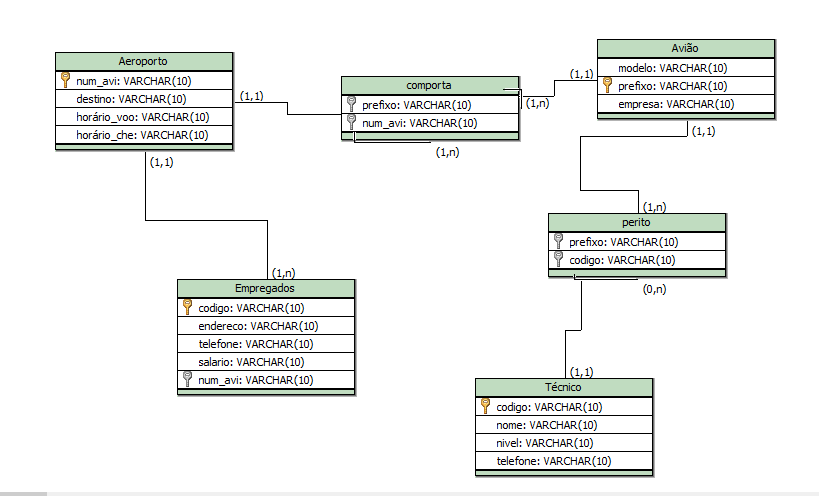 Aeroporto
num_avi: VARCHAR(10)
destino: VARCHAR(10)
horário_voo: VARCHAR(10)
horário_che: VARCHAR(10)
(1,1)
(1,1)
comporta
prefixo: VARCHAR(10)
num_avi: VARCHAR(10)
(1,n)
(1,n)
Avião
modelo: VARCHAR(10)
prefixo: VARCHAR(10)
empresa: VARCHAR(10)
(1,1)
(1,1)
(1,n)
perito
prefixo: VARCHAR(10)
codigo: VARCHAR(10)
(0,n)
(1,n)
Empregados
codigo: VARCHAR(10)
endereco: VARCHAR(10)
telefone: VARCHAR(10)
salario: VARCHAR(10)
num_avi: VARCHAR(10)
(1,1)
Técnico
codigo: VARCHAR(10)
nome: VARCHAR(10)
nivel: VARCHAR(10)
telefone: VARCHAR(10)